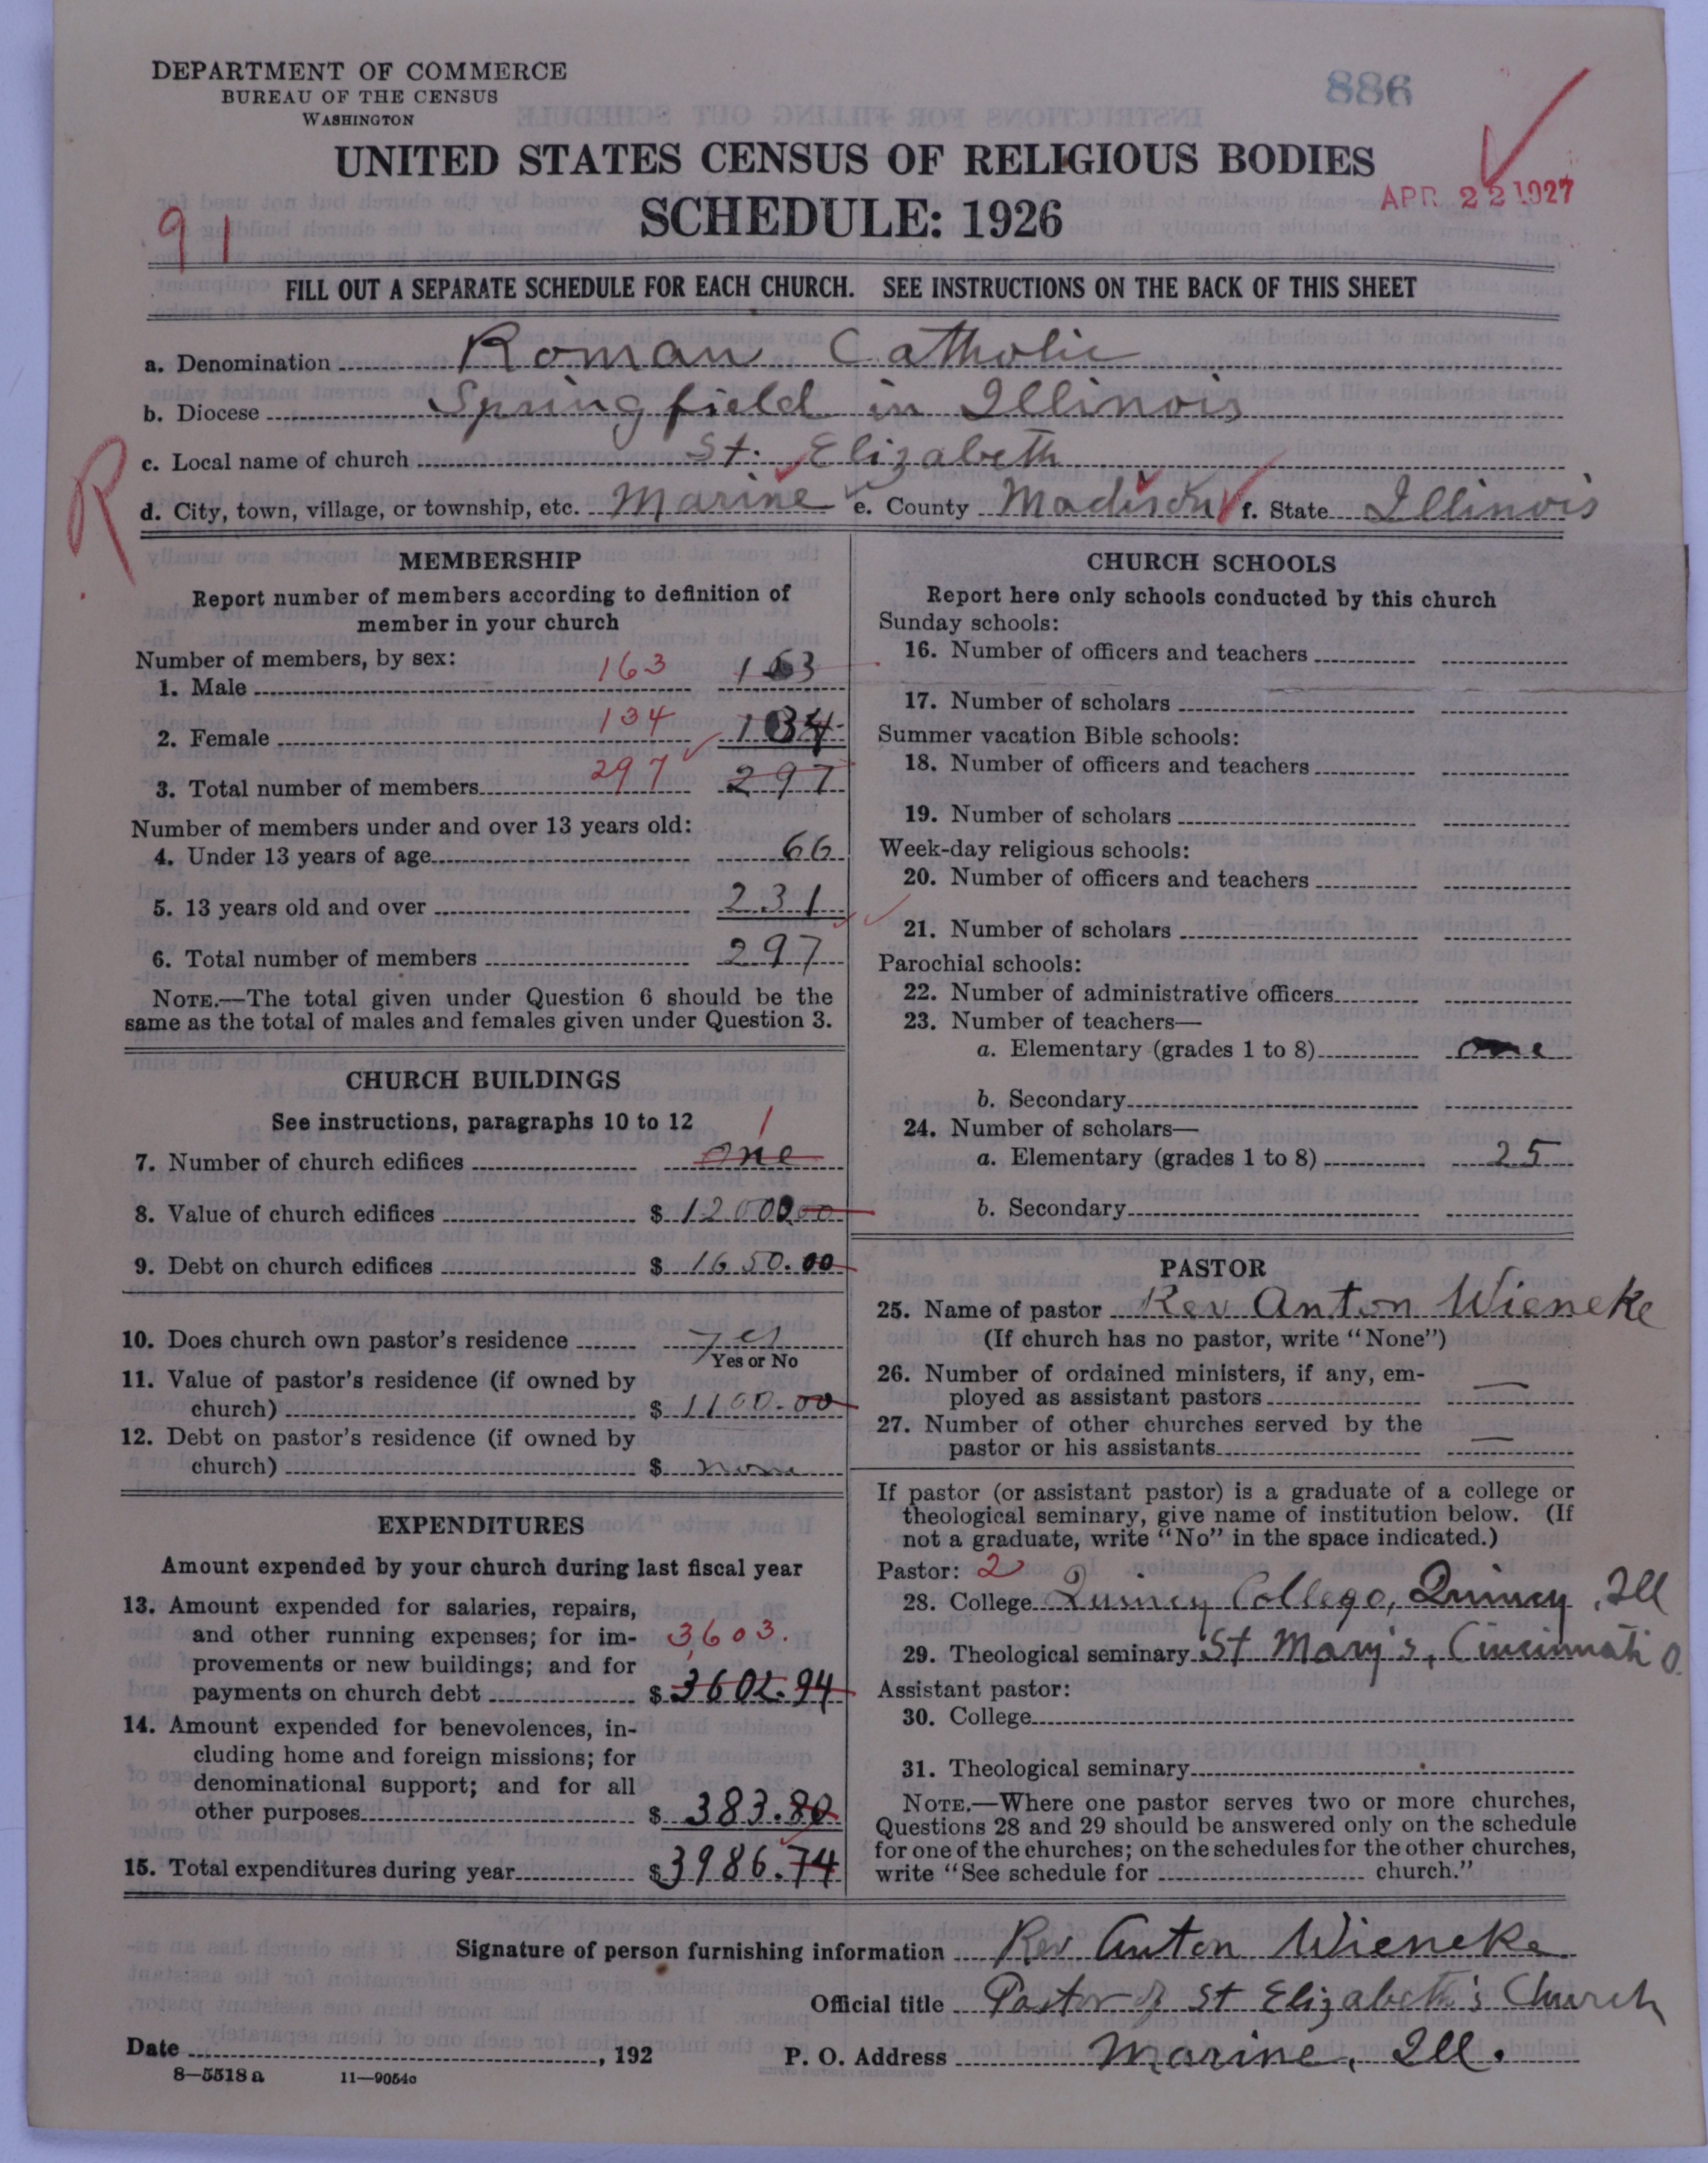 DEPARTMENT OF COMMERCE
BUREAU OF THE CENSUS
WASHINGTON
886
UNITED STATES CENSUS OF RELIGIOUS BODIES
SCHEDULE: 1926
APR 22 1927
91
FILL OUT A SEPARATE SCHEDULE FOR EACH CHURCH. SEE INSTRUCTIONS ON THE BACK OF THIS SHEET
a. Denomination Roman Catholic
b. Diocese Springfield in Illinois
R
c. Local name of church St. Elizabeth
d. City, town, village, or township, etc. Marine e. County Madison f. State Illinois
MEMBERSHIP
Report number of members according to definition of
member in your church
Number of members, by sex:
1. Male 163 163
2. Female 134 134
3. Total number of members 297 297
Number of members under and over 13 years old:
4. Under 13 years of age 66
5. 13 years old and over 231
6. Total number of members 297
NOTE.—The total given under Question 6 should be the
same as the total of males and females given under Question 3.
CHURCH BUILDINGS
See instructions, paragraphs 10 to 12
1
7. Number of church edifices one
8. Value of church edifices $ 12000.00
9. Debt on church edifices $ 1650.00
10. Does church own pastor's residence yes
Yes or No
11. Value of pastor's residence (if owned by
church) $ 1100.00
12. Debt on pastor's residence (if owned by
church) $ none
EXPENDITURES
Amount expended by your church during last fiscal year
13. Amount expended for salaries, repairs,
and other running expenses; for im- 3603.
provements or new buildings; and for
payments on church debt $ 3602.94
14. Amount expended for benevolences, in-
cluding home and foreign missions; for
denominational support; and for all
other purposes $ 383.80
15. Total expenditures during year $ 3986.74
CHURCH SCHOOLS
Report here only schools conducted by this church
Sunday schools:
16. Number of officers and teachers
17. Number of scholars
Summer vacation Bible schools:
18. Number of officers and teachers
19. Number of scholars
Week-day religious schools:
20. Number of officers and teachers
21. Number of scholars
Parochial schools:
22. Number of administrative officers
23. Number of teachers—
a. Elementary (grades 1 to 8) one
b. Secondary
24. Number of scholars—
a. Elementary (grades 1 to 8) 25
b. Secondary
PASTOR
25. Name of pastor Rev Anton Wieneke
(If church has no pastor, write "None")
26. Number of ordained ministers, if any, em-
ployed as assistant pastors —
27. Number of other churches served by the
pastor or his assistants —
If pastor (or assistant pastor) is a graduate of a college or
theological seminary, give name of institution below. (If
not a graduate, write "No" in the space indicated.)
Pastor: 2
28. College Quincy College, Quincy, Ill
29. Theological seminary St Mary's, Cincinnati O.
Assistant pastor:
30. College
31. Theological seminary
NOTE.—Where one pastor serves two or more churches,
Questions 28 and 29 should be answered only on the schedule
for one of the churches; on the schedules for the other churches,
write "See schedule for church."
Signature of person furnishing information Rev Anton Wieneke
Official title Pastor of St Elizabeth's Church
Date , 192 P. O. Address Marine, Ill.
8—5518 a 11—9054c